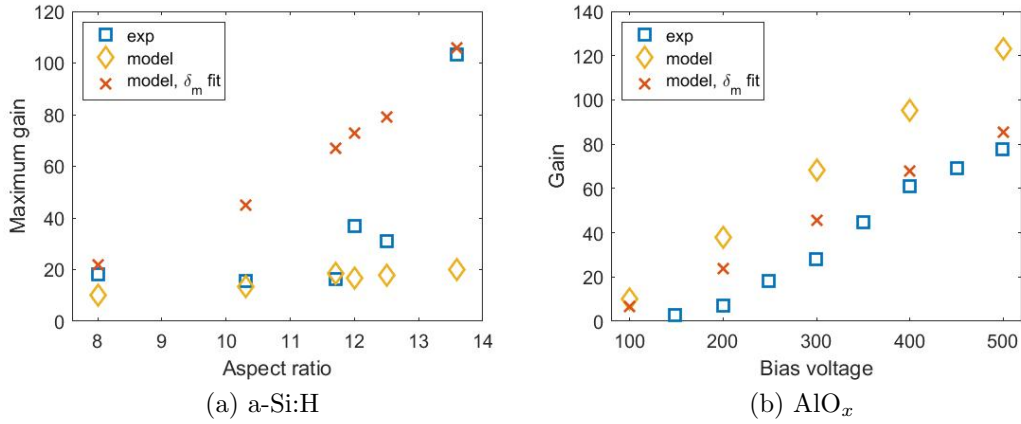 120
100
80
60
40
20
0
Maximum gain
exp
model
model, δm fit
8 9 10 11 12 13 14
Aspect ratio
(a) a-Si:H
140
120
100
80
60
40
20
0
Gain
exp
model
model, δm fit
100 200 300 400 500
Bias voltage
(b) AlOx